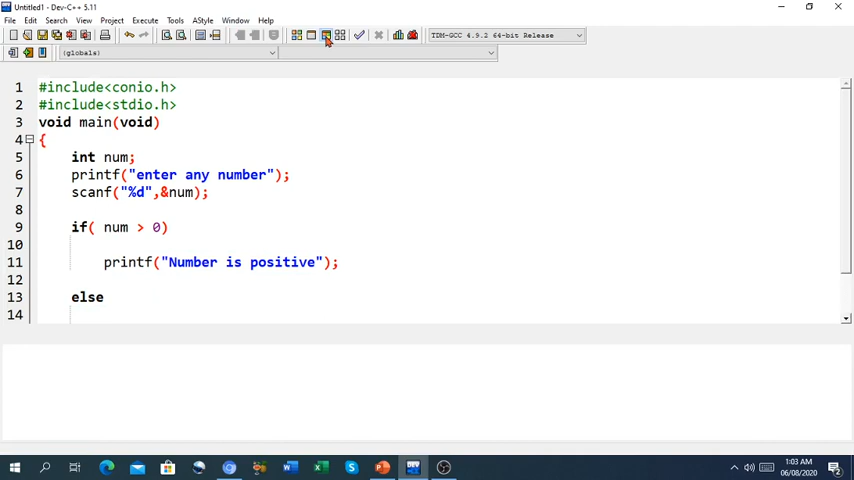 Untitled1 - Dev-C++ 5.11
File Edit Search View Project Execute Tools AStyle Window Help
TDM-GCC 4.9.2 64-bit Release
(globals)
1 #include<conio.h>
2 #include<stdio.h>
3 void main(void)
4 {
5 int num;
6 printf("enter any number");
7 scanf("%d",&num);
8
9 if( num > 0)
10
11 printf("Number is positive");
12
13 else
14
DEV
1:03 AM
06/08/2020
2